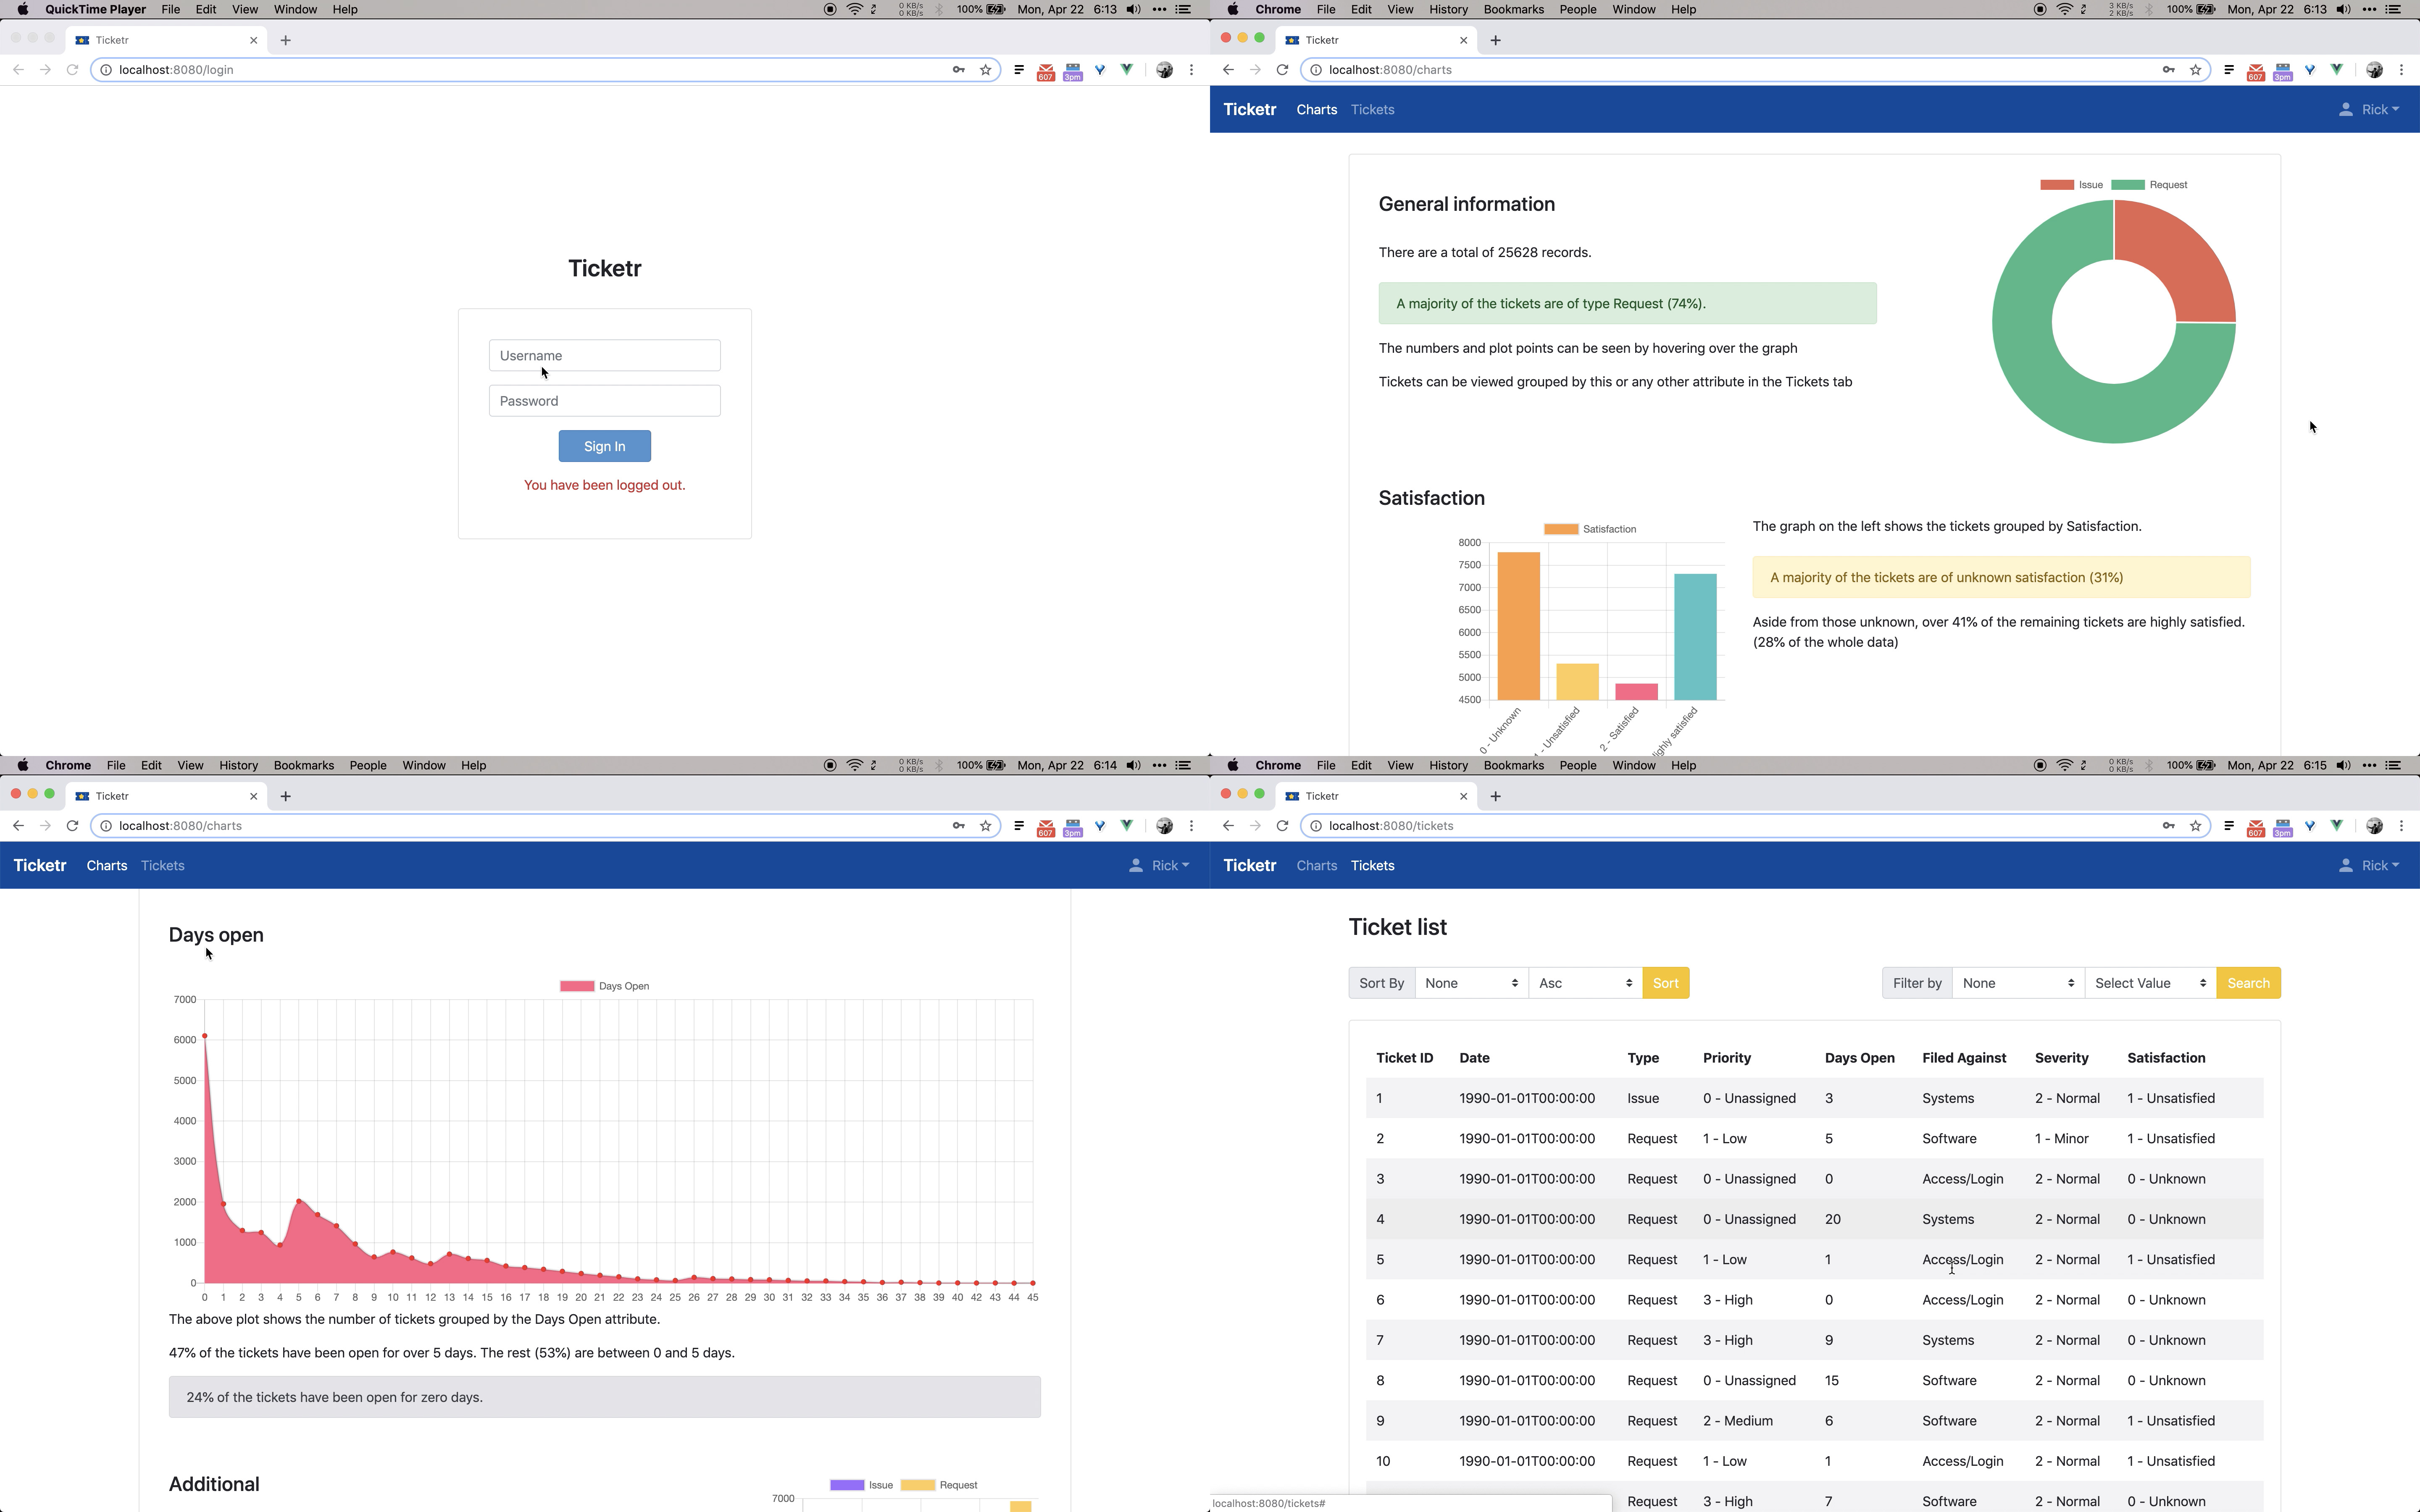 QuickTime Player File Edit View Window Help 0 KB/s 0 KB/s 100% Mon, Apr 22 6:13
Ticketr
localhost:8080/login 607 3pm
Ticketr
Username
Password
Sign In
You have been logged out.
Chrome File Edit View History Bookmarks People Window Help 3 KB/s 2 KB/s 100% Mon, Apr 22 6:13
Ticketr
localhost:8080/charts 607 3pm
Ticketr Charts Tickets Rick
Issue Request
General information
There are a total of 25628 records.
A majority of the tickets are of type Request (74%).
The numbers and plot points can be seen by hovering over the graph
Tickets can be viewed grouped by this or any other attribute in the Tickets tab
Satisfaction
Satisfaction
8000
7500
7000
6500
6000
5500
5000
4500
0 - Unknown
1 - Unsatisfied
2 - Satisfied
ighly satisfied
The graph on the left shows the tickets grouped by Satisfaction.
A majority of the tickets are of unknown satisfaction (31%)
Aside from those unknown, over 41% of the remaining tickets are highly satisfied.
(28% of the whole data)
Chrome File Edit View History Bookmarks People Window Help 0 KB/s 0 KB/s 100% Mon, Apr 22 6:14
Ticketr
localhost:8080/charts 607 3pm
Ticketr Charts Tickets Rick
Days open
Days Open
7000
6000
5000
4000
3000
2000
1000
0
0 1 2 3 4 5 6 7 8 9 10 11 12 13 14 15 16 17 18 19 20 21 22 23 24 25 26 27 28 29 30 31 32 33 34 35 36 37 38 39 40 42 43 44 45
The above plot shows the number of tickets grouped by the Days Open attribute.
47% of the tickets have been open for over 5 days. The rest (53%) are between 0 and 5 days.
24% of the tickets have been open for zero days.
Additional
Issue Request
7000
Chrome File Edit View History Bookmarks People Window Help 0 KB/s 0 KB/s 100% Mon, Apr 22 6:15
Ticketr
localhost:8080/tickets 607 3pm
Ticketr Charts Tickets Rick
Ticket list
Sort By None Asc Sort Filter by None Select Value Search
Ticket ID Date Type Priority Days Open Filed Against Severity Satisfaction
1 1990-01-01T00:00:00 Issue 0 - Unassigned 3 Systems 2 - Normal 1 - Unsatisfied
2 1990-01-01T00:00:00 Request 1 - Low 5 Software 1 - Minor 1 - Unsatisfied
3 1990-01-01T00:00:00 Request 0 - Unassigned 0 Access/Login 2 - Normal 0 - Unknown
4 1990-01-01T00:00:00 Request 0 - Unassigned 20 Systems 2 - Normal 0 - Unknown
5 1990-01-01T00:00:00 Request 1 - Low 1 Access/Login 2 - Normal 1 - Unsatisfied
6 1990-01-01T00:00:00 Request 3 - High 0 Access/Login 2 - Normal 0 - Unknown
7 1990-01-01T00:00:00 Request 3 - High 9 Systems 2 - Normal 0 - Unknown
8 1990-01-01T00:00:00 Request 0 - Unassigned 15 Software 2 - Normal 0 - Unknown
9 1990-01-01T00:00:00 Request 2 - Medium 6 Software 2 - Normal 1 - Unsatisfied
10 1990-01-01T00:00:00 Request 1 - Low 1 Access/Login 2 - Normal 1 - Unsatisfied
Request 3 - High 7 Software 2 - Normal 0 - Unknown
localhost:8080/tickets#